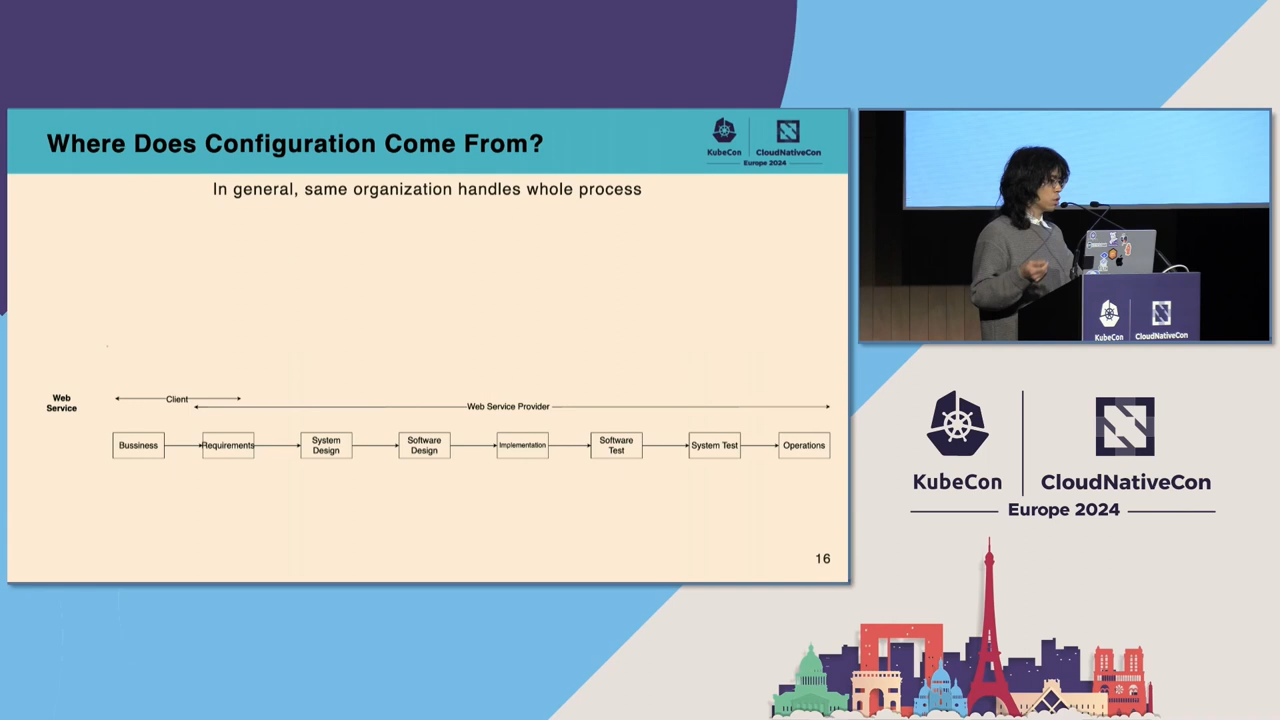 Where Does Configuration Come From?
KubeCon
CloudNativeCon
Europe 2024
In general, same organization handles whole process
Web
Service
Client
Web Service Provider
Bussiness
Requirements
System
Design
Software
Design
Implementation
Software
Test
System Test
Operations
16
KubeCon
CloudNativeCon
KubeCon
CloudNativeCon
Europe 2024